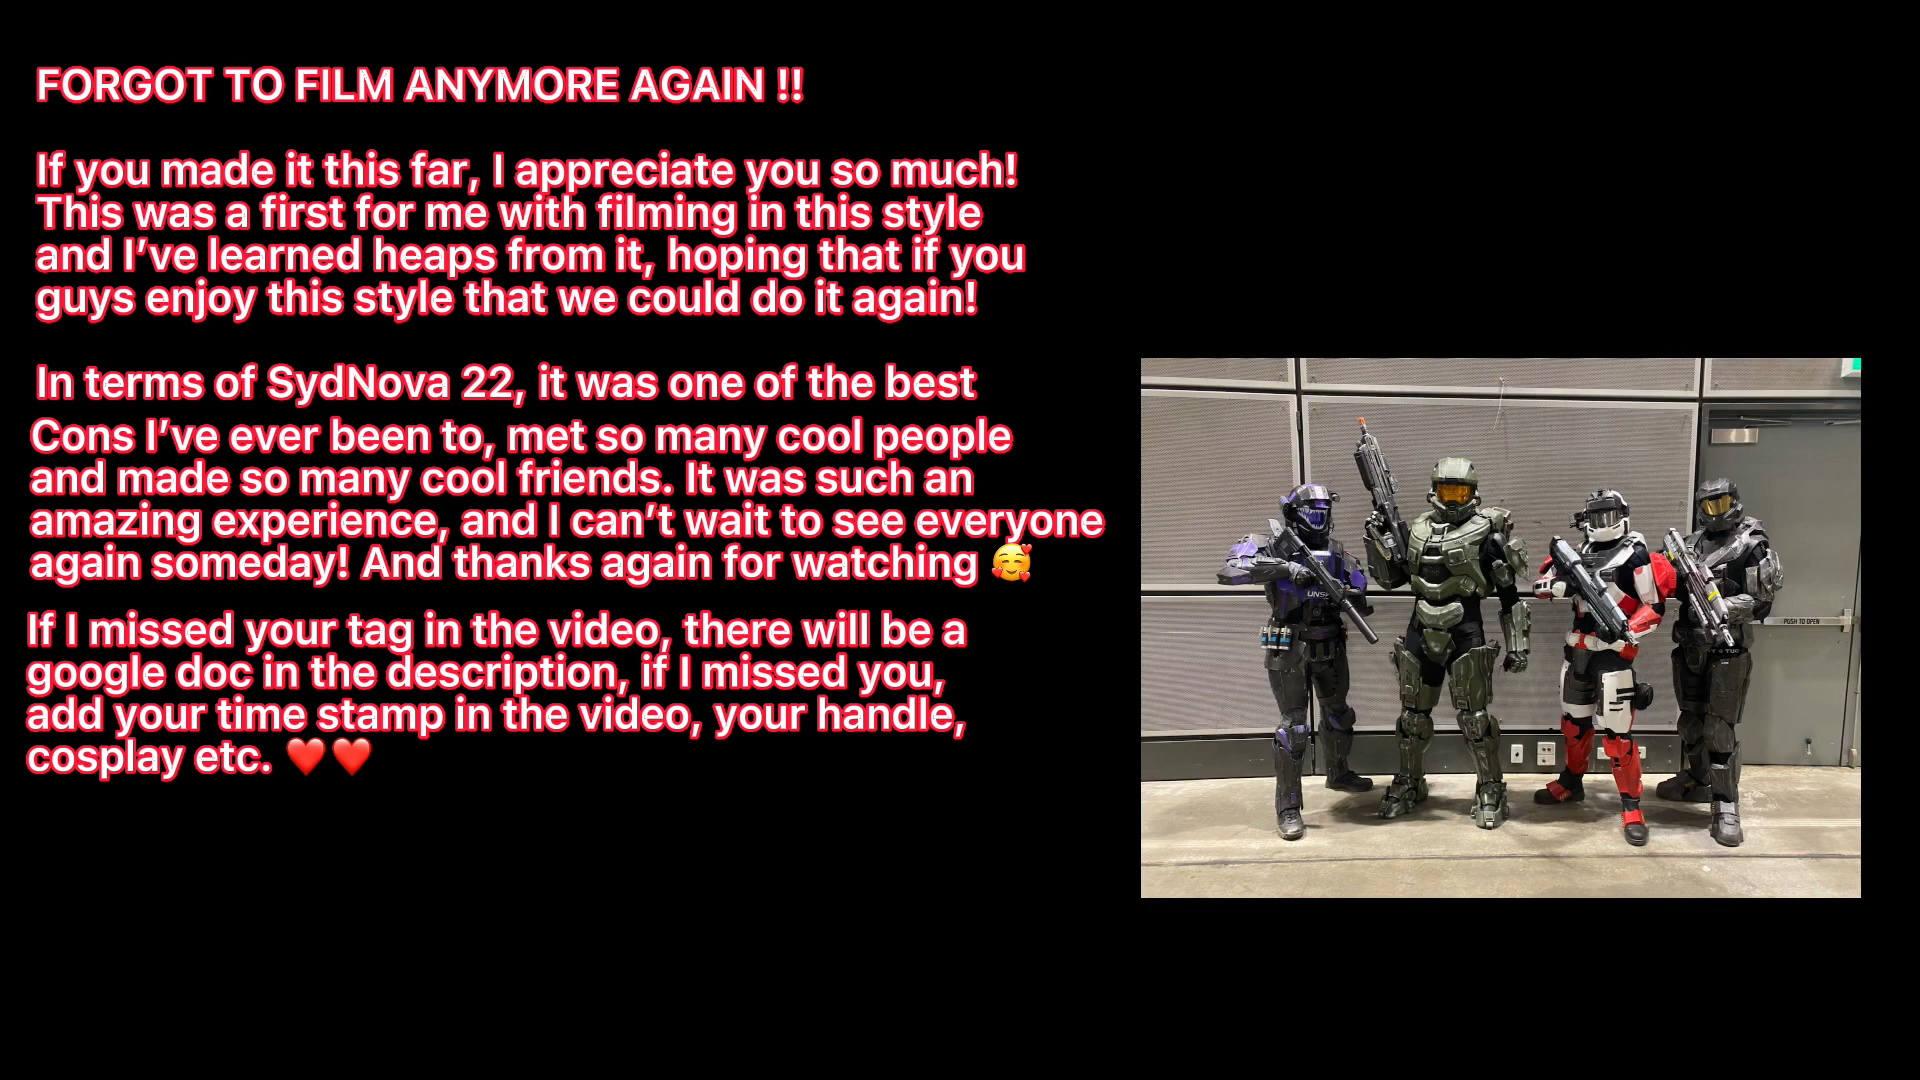 FORGOT TO FILM ANYMORE AGAIN !!
If you made it this far, I appreciate you so much!
This was a first for me with filming in this style
and I’ve learned heaps from it, hoping that if you
guys enjoy this style that we could do it again!
In terms of SydNova 22, it was one of the best
Cons I’ve ever been to, met so many cool people
and made so many cool friends. It was such an
amazing experience, and I can’t wait to see everyone
again someday! And thanks again for watching 🥰
If I missed your tag in the video, there will be a
google doc in the description, if I missed you,
add your time stamp in the video, your handle,
cosplay etc. ❤️❤️
UNS
PUSH TO OPEN